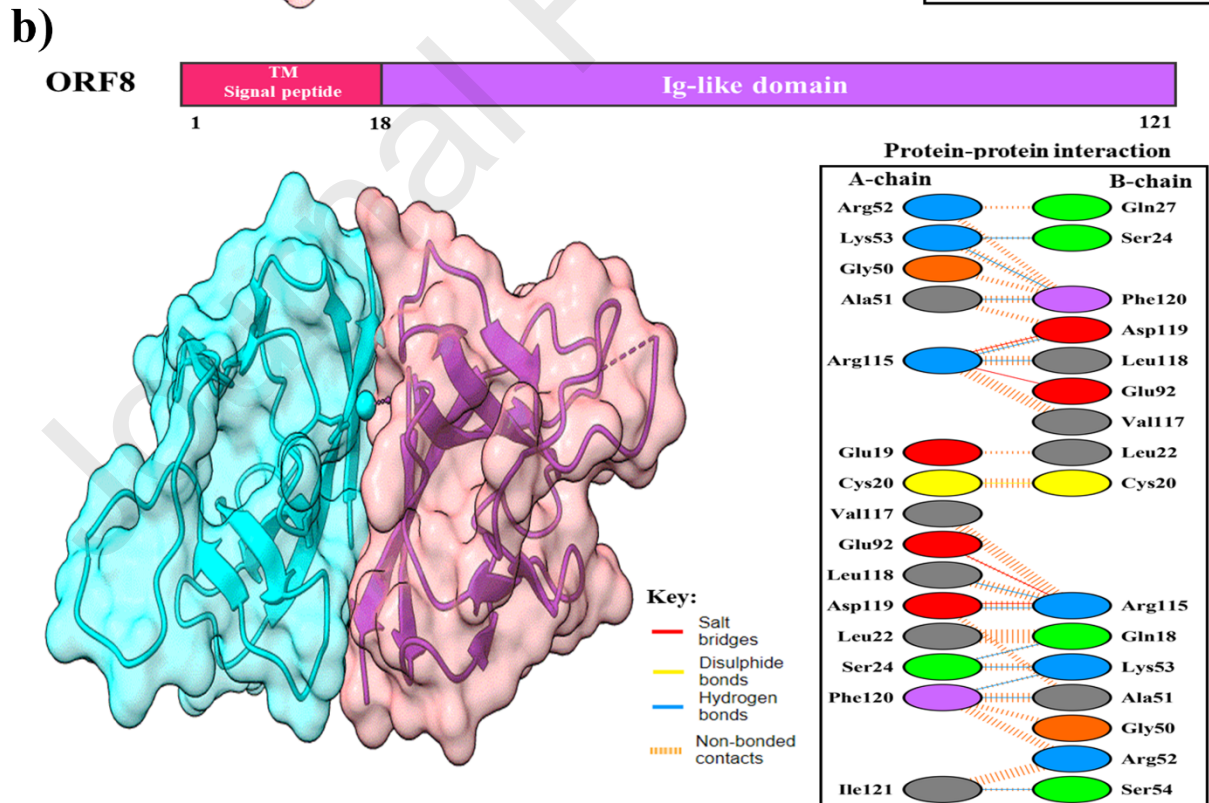 b)
ORF8
TM
Signal peptide
Ig-like domain
1 18 121
Protein-protein interaction
A-chain B-chain
Arg52 Gln27
Lys53 Ser24
Gly50
Ala51 Phe120
Asp119
Arg115 Leu118
Glu92
Val117
Glu19 Leu22
Cys20 Cys20
Val117
Glu92
Leu118
Asp119 Arg115
Leu22 Gln18
Ser24 Lys53
Phe120 Ala51
Gly50
Arg52
Ile121 Ser54
Key:
Salt
bridges
Disulphide
bonds
Hydrogen
bonds
Non-bonded
contacts
Journal P